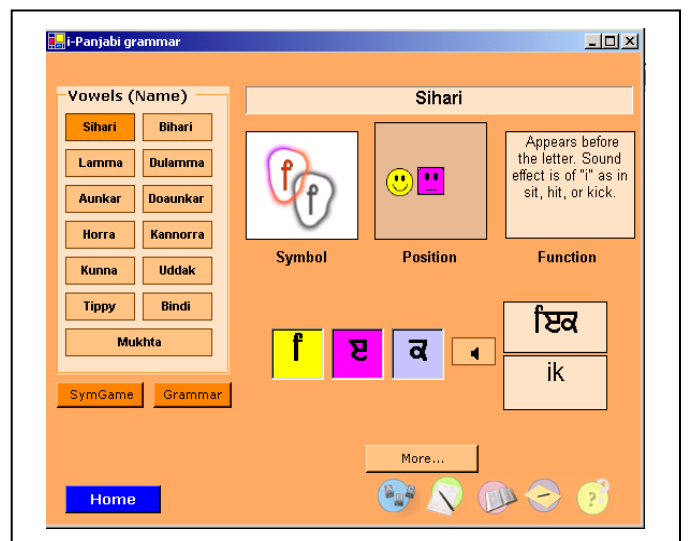 i-Panjabi grammar
Vowels (Name)
Sihari
Bihari
Lamma
Dulamma
Aunkar
Doaunkar
Horra
Kannorra
Kunna
Uddak
Tippy
Bindi
Mukhta
SymGame
Grammar
Home
Sihari
ਿ
ਿ
Symbol
Position
Appears before
the letter. Sound
effect is of "i" as in
sit, hit, or kick.
Function
ਿ
ੲ
ਕ
ਇਕ
ik
More...
?